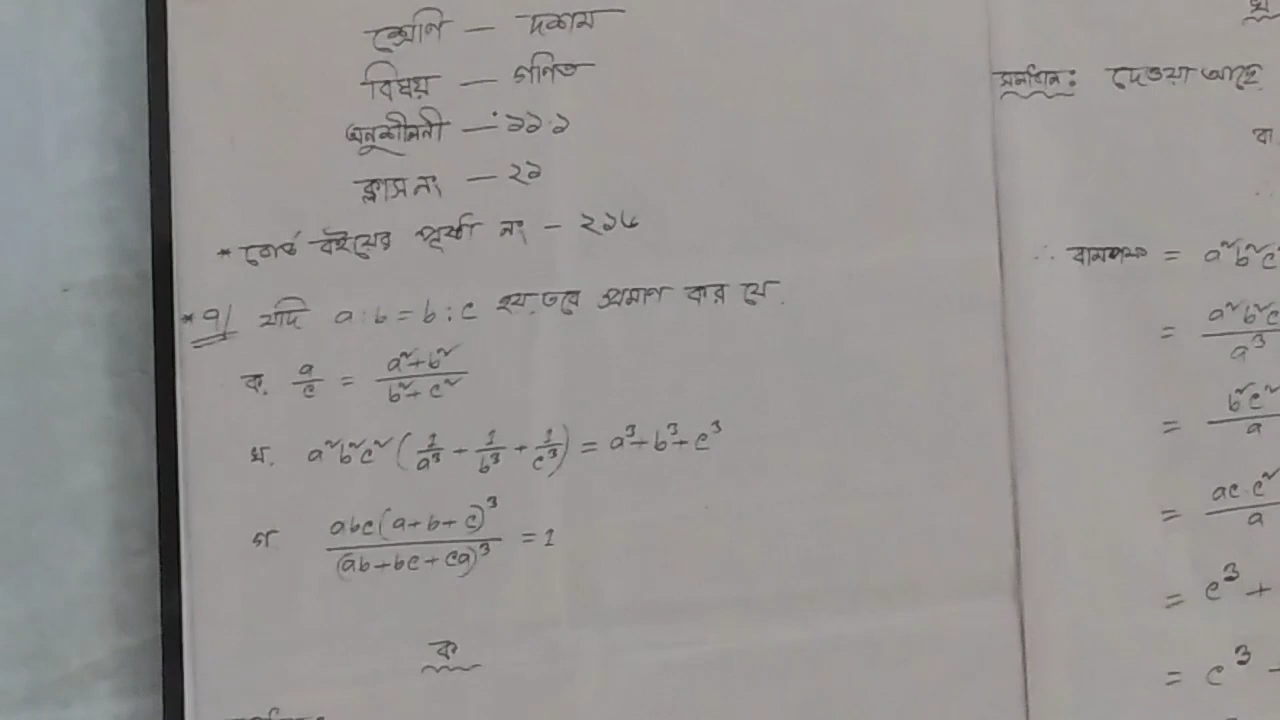 শ্রেণি — দশম
বিষয় — গনিত
অনুশীলনী — ১১.১
ক্লাস নং — ২১
* বোর্ড বইয়ের পৃষ্ঠা নং - ২১৬
* ৭/ যদি a:b = b:c হয়, তবে প্রমাণ কর যে,
ক. a/c = (a²+b²)/(b²+c²)
খ. a²b²c² (1/a³ + 1/b³ + 1/c³) = a³+b³+c³
গ. abc(a+b+c)³/(ab+bc+ca)³ = 1
ক
খ
সমাধান: দেওয়া আছে,
বা,
∴ বামপক্ষ = a²b²c²
= a²b²c/a³
= b²c²/a
= ac.c²/a
= c³ +
= c³ -